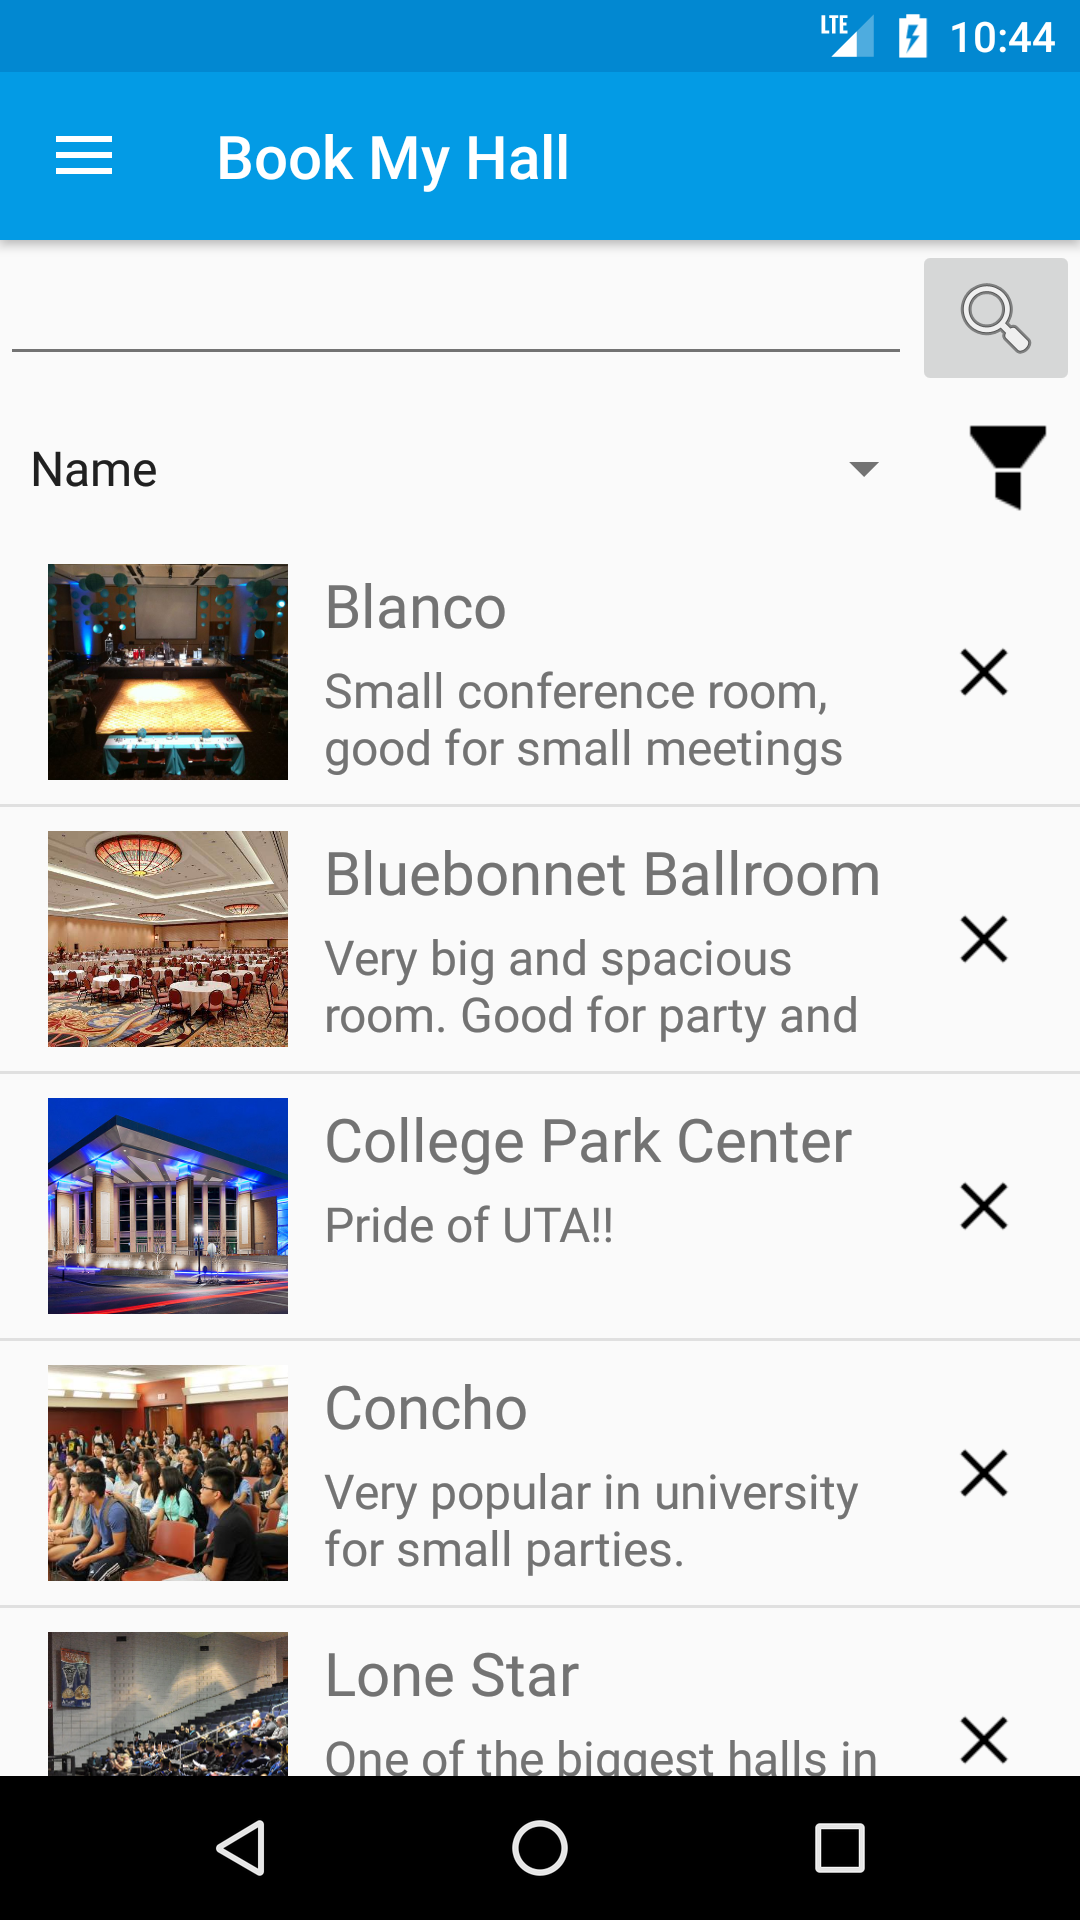 LTE 10:44
Book My Hall
Name
Blanco
Small conference room,
good for small meetings
Bluebonnet Ballroom
Very big and spacious
room. Good for party and
College Park Center
Pride of UTA!!
Concho
Very popular in university
for small parties.
Lone Star
One of the biggest halls in